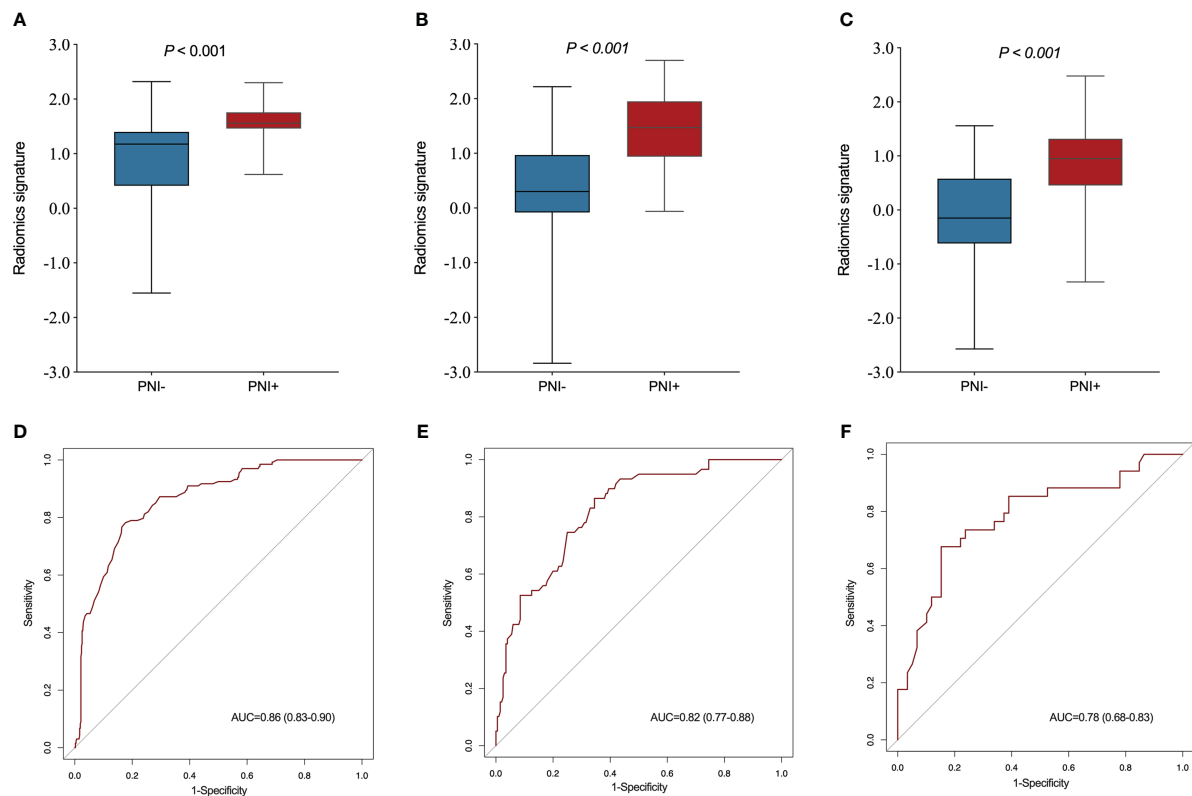 A
P < 0.001
3.0
2.0
1.0
0.0
-1.0
-2.0
-3.0
Radiomics signature
PNI-
PNI+
B
P < 0.001
3.0
2.0
1.0
0.0
-1.0
-2.0
-3.0
Radiomics signature
PNI-
PNI+
C
P < 0.001
3.0
2.0
1.0
0.0
-1.0
-2.0
-3.0
Radiomics signature
PNI-
PNI+
D
1.0
0.8
0.6
0.4
0.2
0.0
Sensitivity
AUC=0.86 (0.83-0.90)
0.0 0.2 0.4 0.6 0.8 1.0
1-Specificity
E
1.0
0.8
0.6
0.4
0.2
0.0
Sensitivity
AUC=0.82 (0.77-0.88)
0.0 0.2 0.4 0.6 0.8 1.0
1-Specificity
F
1.0
0.8
0.6
0.4
0.2
0.0
Sensitivity
AUC=0.78 (0.68-0.83)
0.0 0.2 0.4 0.6 0.8 1.0
1-Specificity